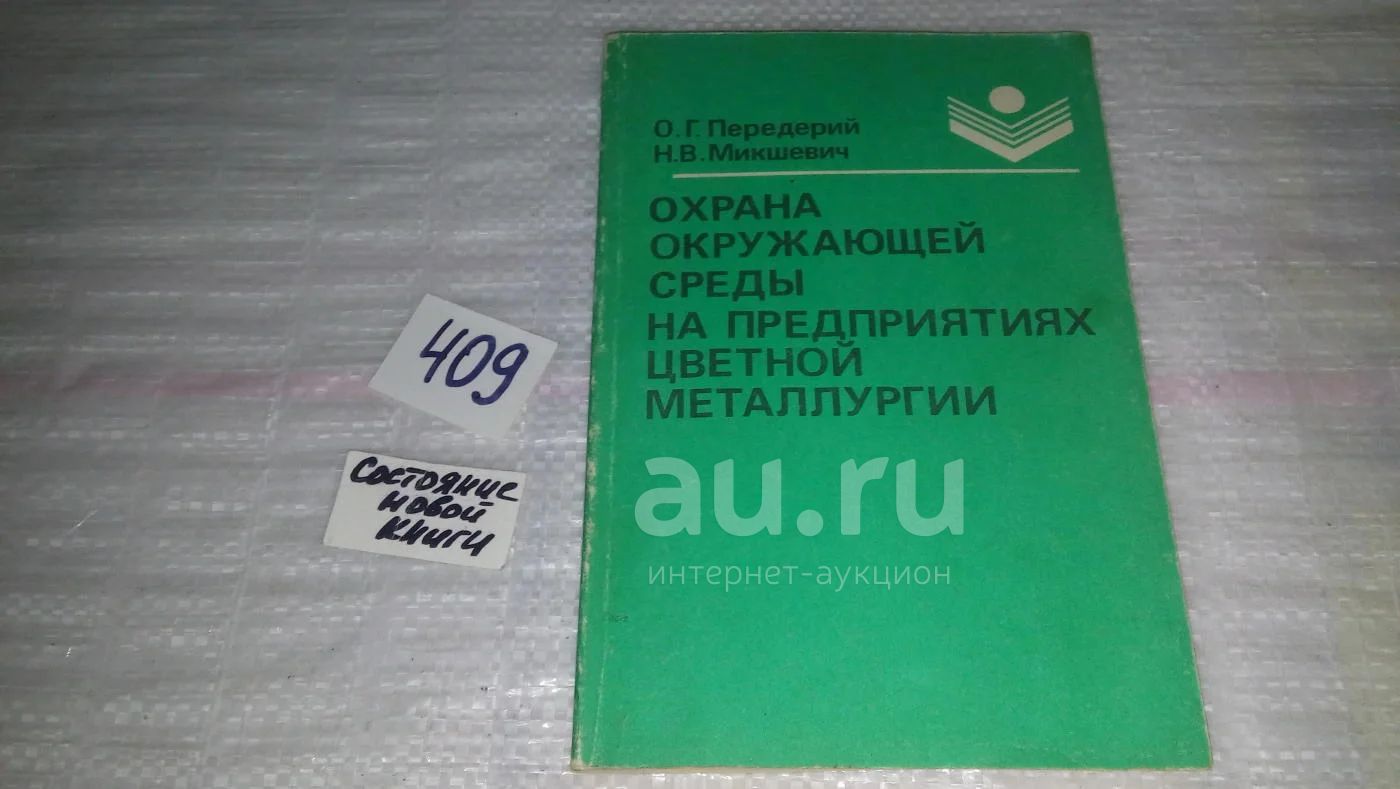 О.Г. Передерий
Н.В. Микшевич
ОХРАНА
ОКРУЖАЮЩЕЙ
СРЕДЫ
НА ПРЕДПРИЯТИЯХ
ЦВЕТНОЙ
МЕТАЛЛУРГИИ
409
Состояние
новой
книги
au.ru
интернет-аукцион